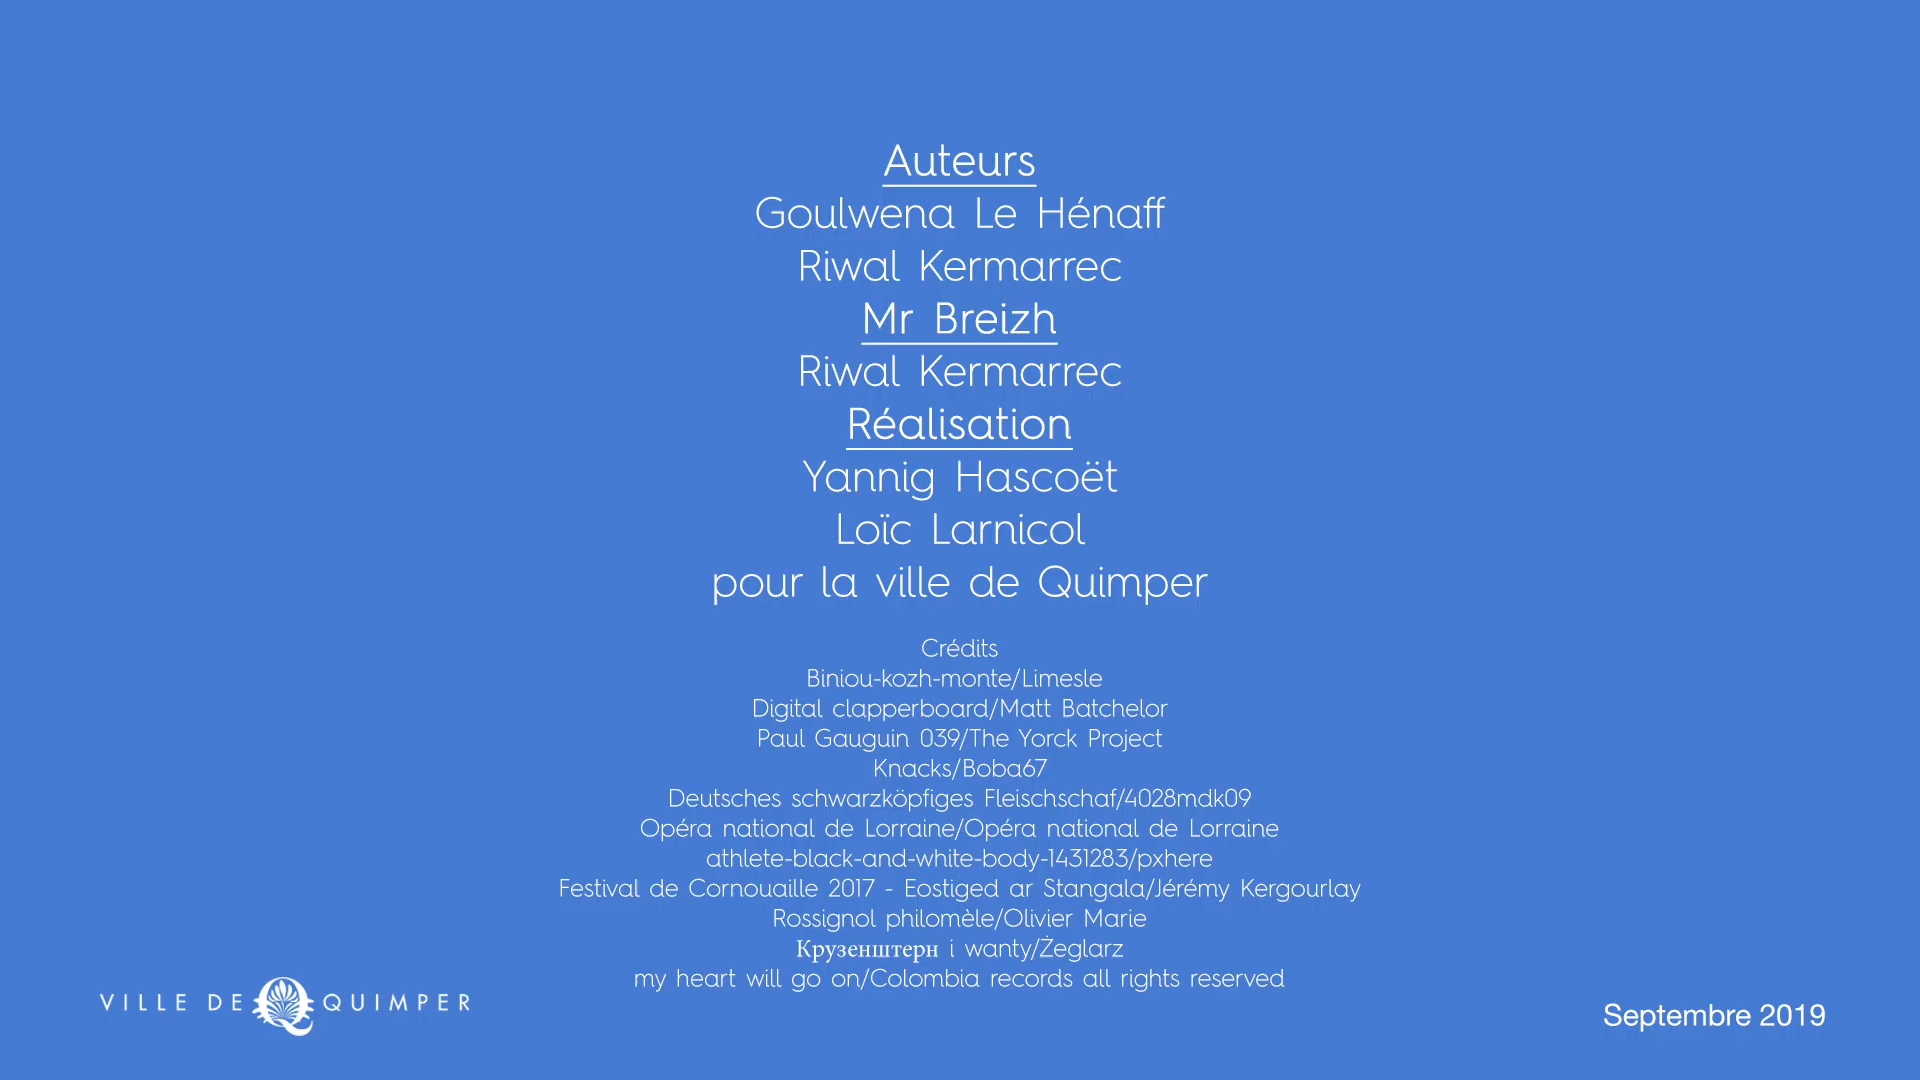 Auteurs
Goulwena Le Hénaff
Riwal Kermarrec
Mr Breizh
Riwal Kermarrec
Réalisation
Yannig Hascoët
Loïc Larnicol
pour la ville de Quimper
Crédits
Biniou-kozh-monte/Limesle
Digital clapperboard/Matt Batchelor
Paul Gauguin 039/The Yorck Project
Knacks/Boba67
Deutsches schwarzköpfiges Fleischschaf/4028mdk09
Opéra national de Lorraine/Opéra national de Lorraine
athlete-black-and-white-body-1431283/pxhere
Festival de Cornouaille 2017 - Eostiged ar Stangala/Jérémy Kergourlay
Rossignol philomèle/Olivier Marie
Крузенштерн i wanty/Żeglarz
my heart will go on/Colombia records all rights reserved
VILLE DE Q QUIMPER
Septembre 2019